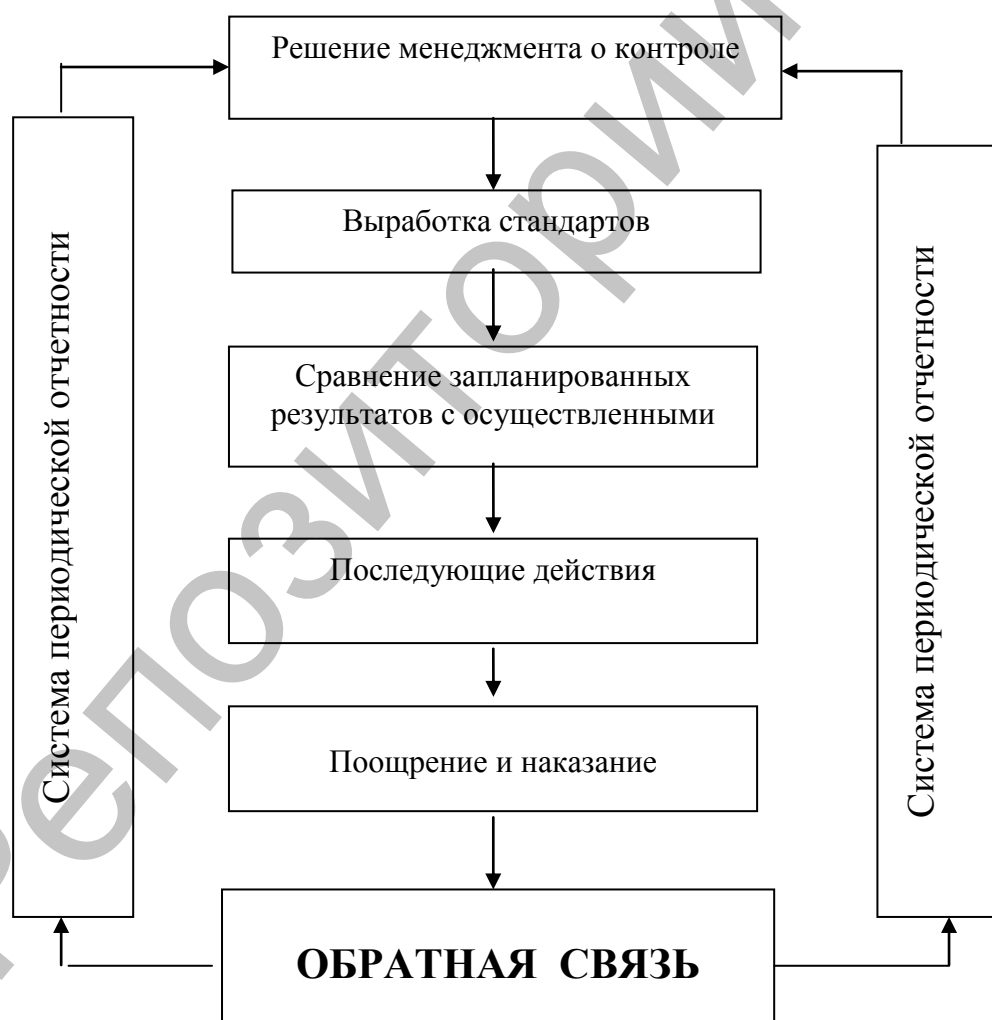 Решение менеджмента о контроле
Выработка стандартов
Сравнение запланированных
результатов с осуществленными
Последующие действия
Поощрение и наказание
ОБРАТНАЯ СВЯЗЬ
Система периодической отчетности
Система периодической отчетности
Репозитории